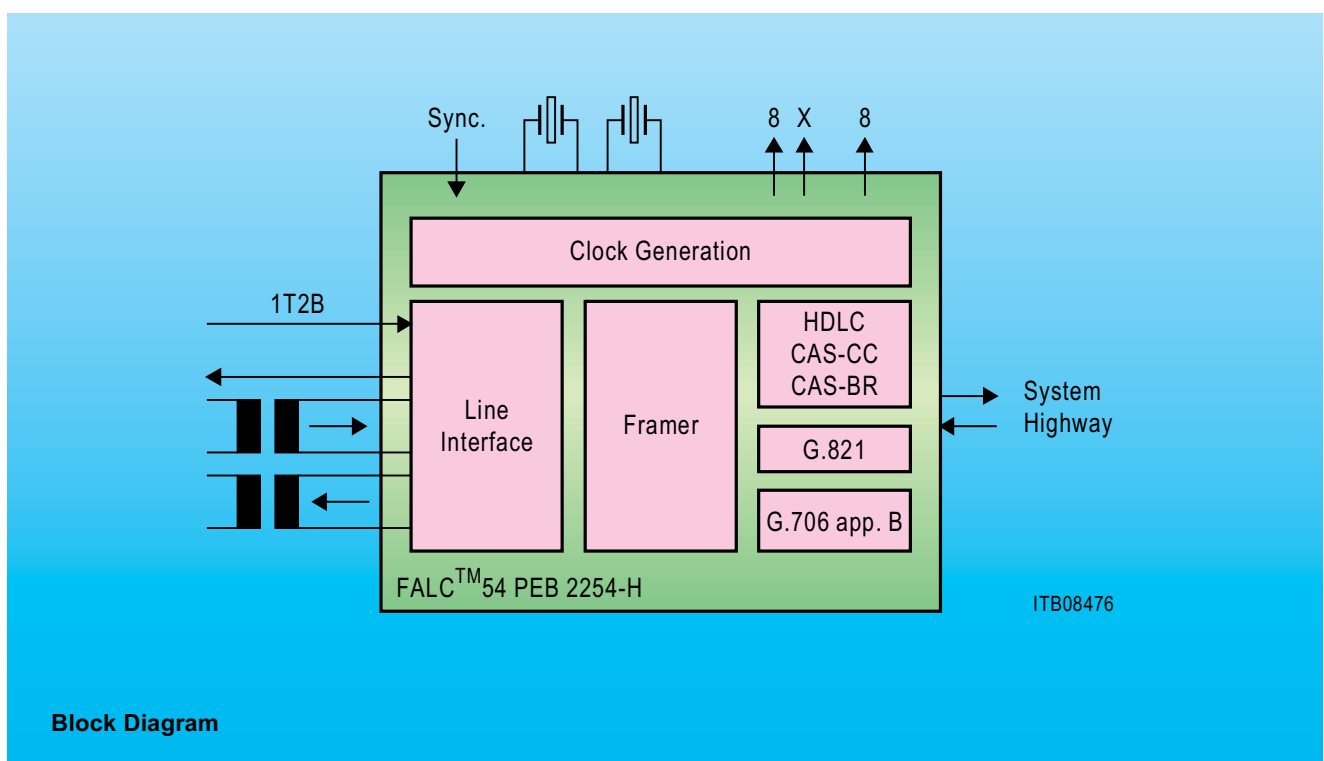 Sync.
8 X 8
Clock Generation
1T2B
Line
Interface
Framer
HDLC
CAS-CC
CAS-BR
G.821
G.706 app. B
System
Highway
FALC™54 PEB 2254-H
ITB08476
Block Diagram